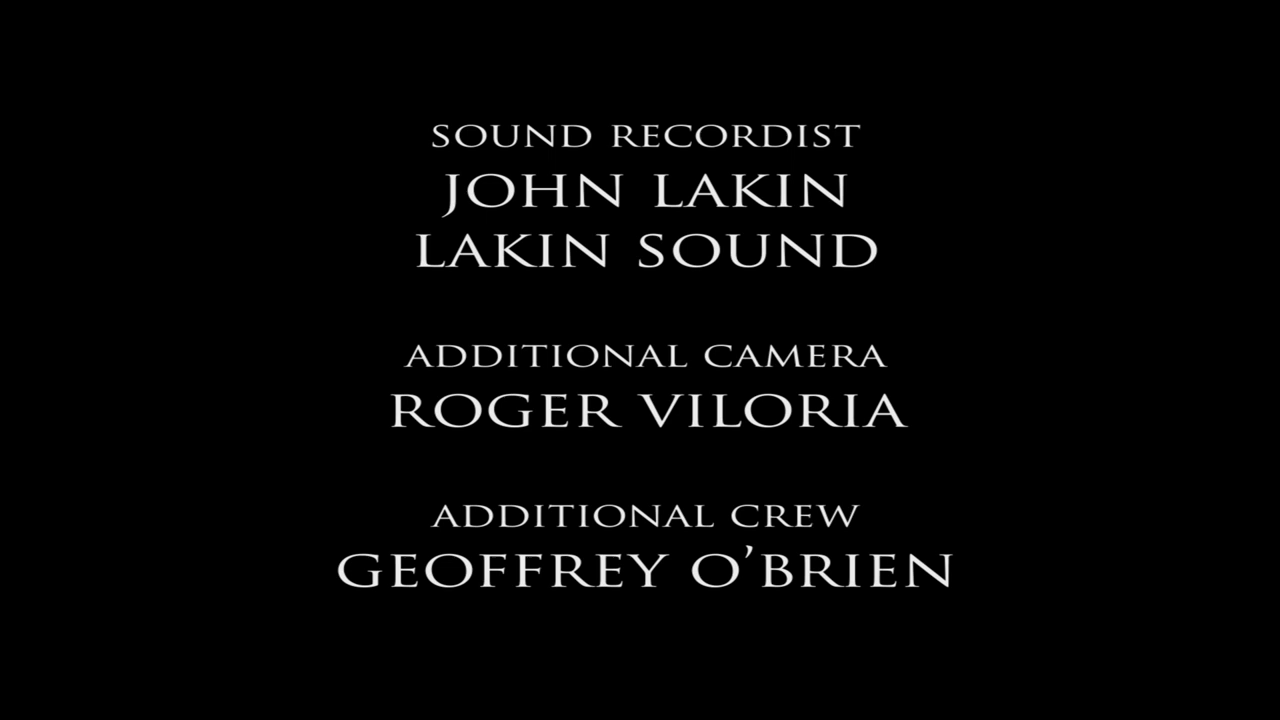 SOUND RECORDIST
JOHN LAKIN
LAKIN SOUND
ADDITIONAL CAMERA
ROGER VILORIA
ADDITIONAL CREW
GEOFFREY O’BRIEN